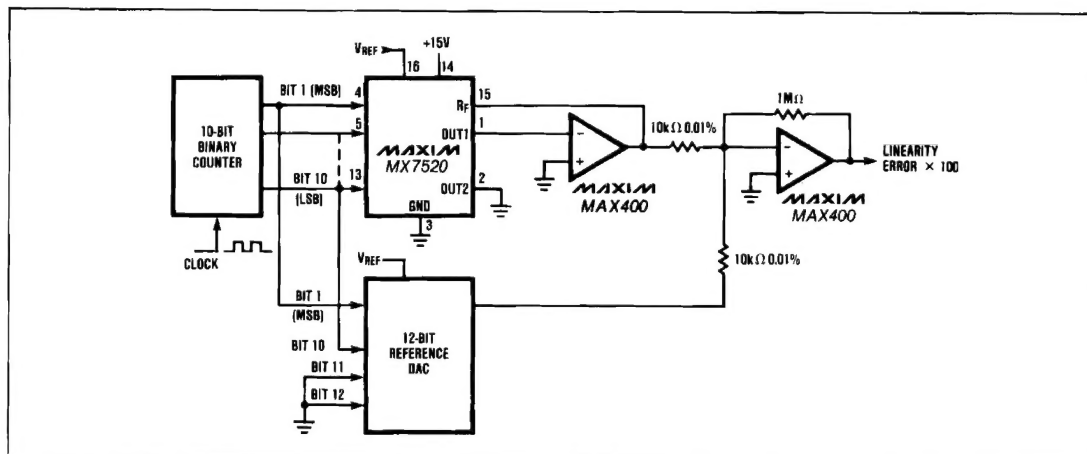 VREF
+15V
16
14
BIT 1 (MSB)
4
15
RF
1MΩ
10-BIT
BINARY
COUNTER
5
1
OUT1
10kΩ 0.01%
LINEARITY
ERROR × 100
MAXIM
MX7520
BIT 10
(LSB)
13
2
OUT2
GND
3
MAXIM
MAX400
MAXIM
MAX400
CLOCK
VREF
10kΩ 0.01%
BIT 1
(MSB)
12-BIT
REFERENCE
DAC
BIT 10
BIT 11
BIT 12
-
+
-
+